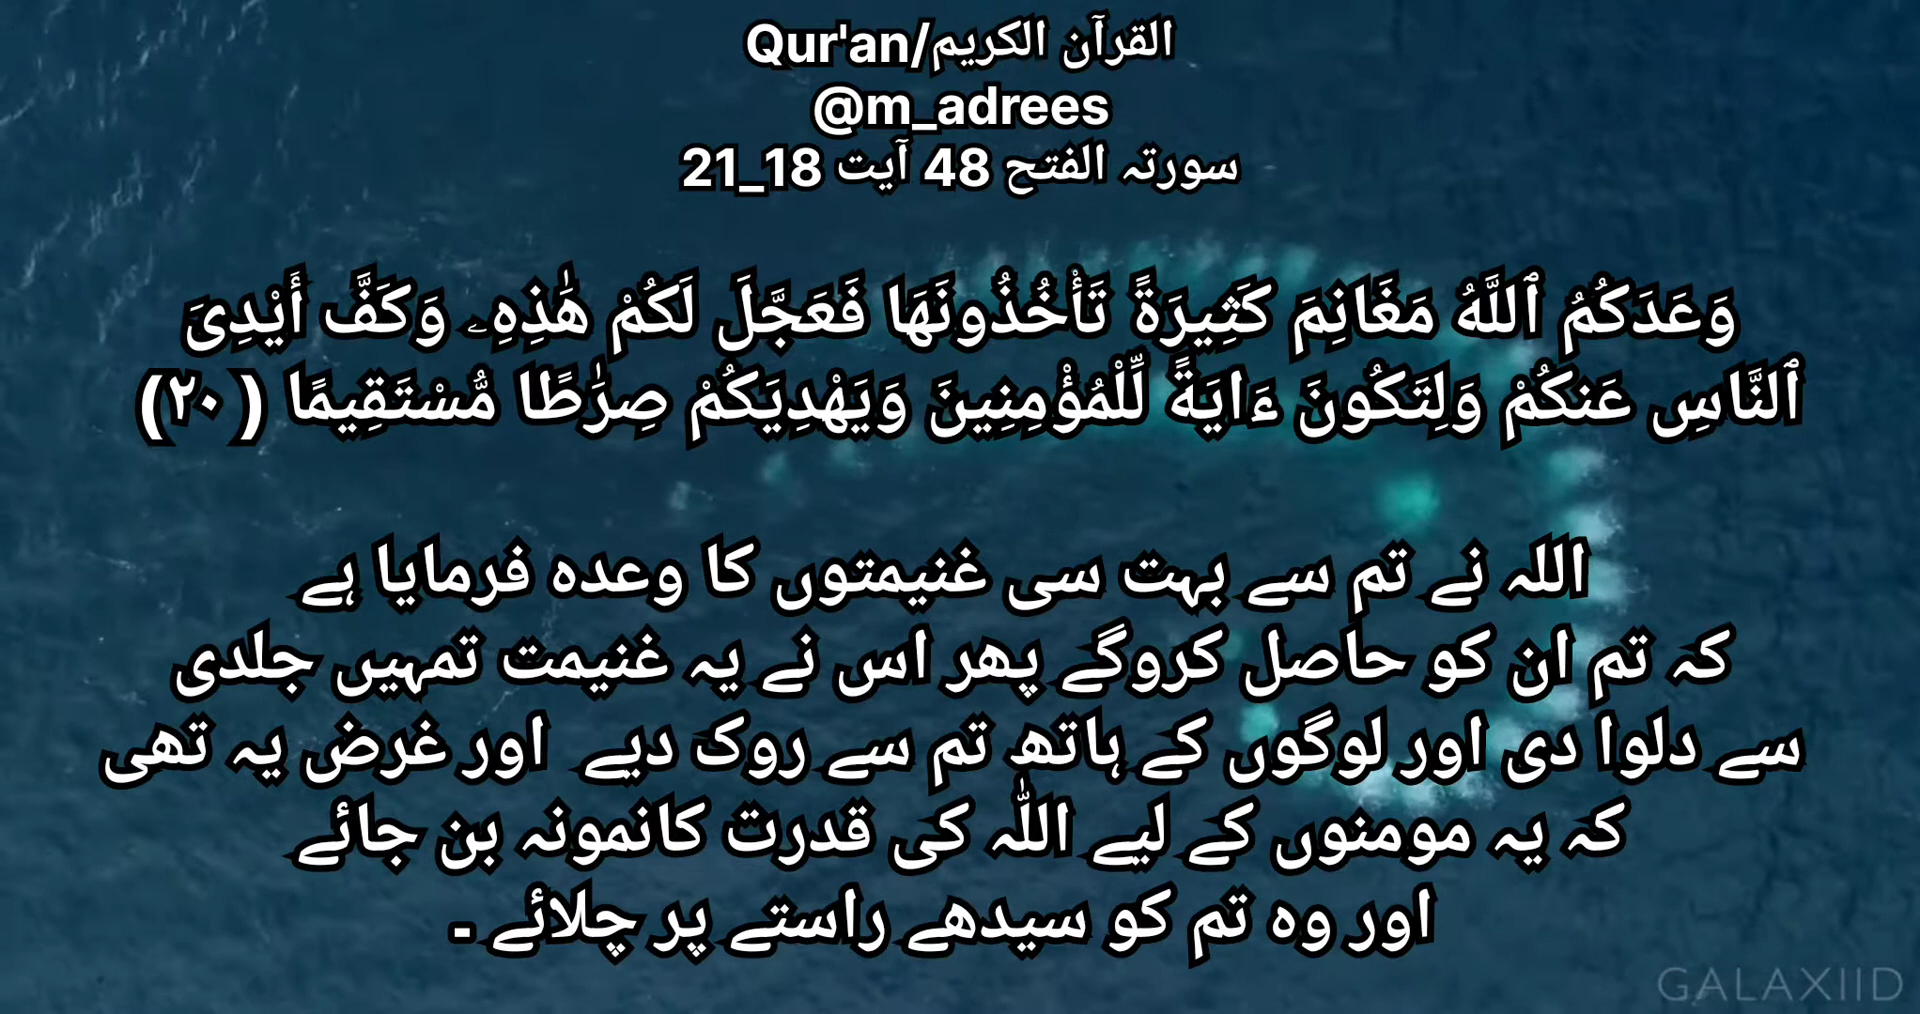 القرآن الكريم/Qur'an
@m_adrees
سورتہ الفتح 48 آیت 18_21
وَعَدَكُمُ ٱللَّهُ مَغَانِمَ كَثِيرَةً تَأْخُذُونَهَا فَعَجَّلَ لَكُمْ هَٰذِهِۦ وَكَفَّ أَيْدِىَ
ٱلنَّاسِ عَنكُمْ وَلِتَكُونَ ءَايَةً لِّلْمُؤْمِنِينَ وَيَهْدِيَكُمْ صِرَٰطًا مُّسْتَقِيمًا (٢٠)
اللہ نے تم سے بہت سی غنیمتوں کا وعدہ فرمایا ہے
کہ تم ان کو حاصل کروگے پھر اس نے یہ غنیمت تمہیں جلدی
سے دلوا دی اور لوگوں کے ہاتھ تم سے روک دیے اور غرض یہ تھی
کہ یہ مومنوں کے لیے اللّٰہ کی قدرت کانمونہ بن جائے
اور وہ تم کو سیدھے راستے پر چلائے ۔
GALAXIID